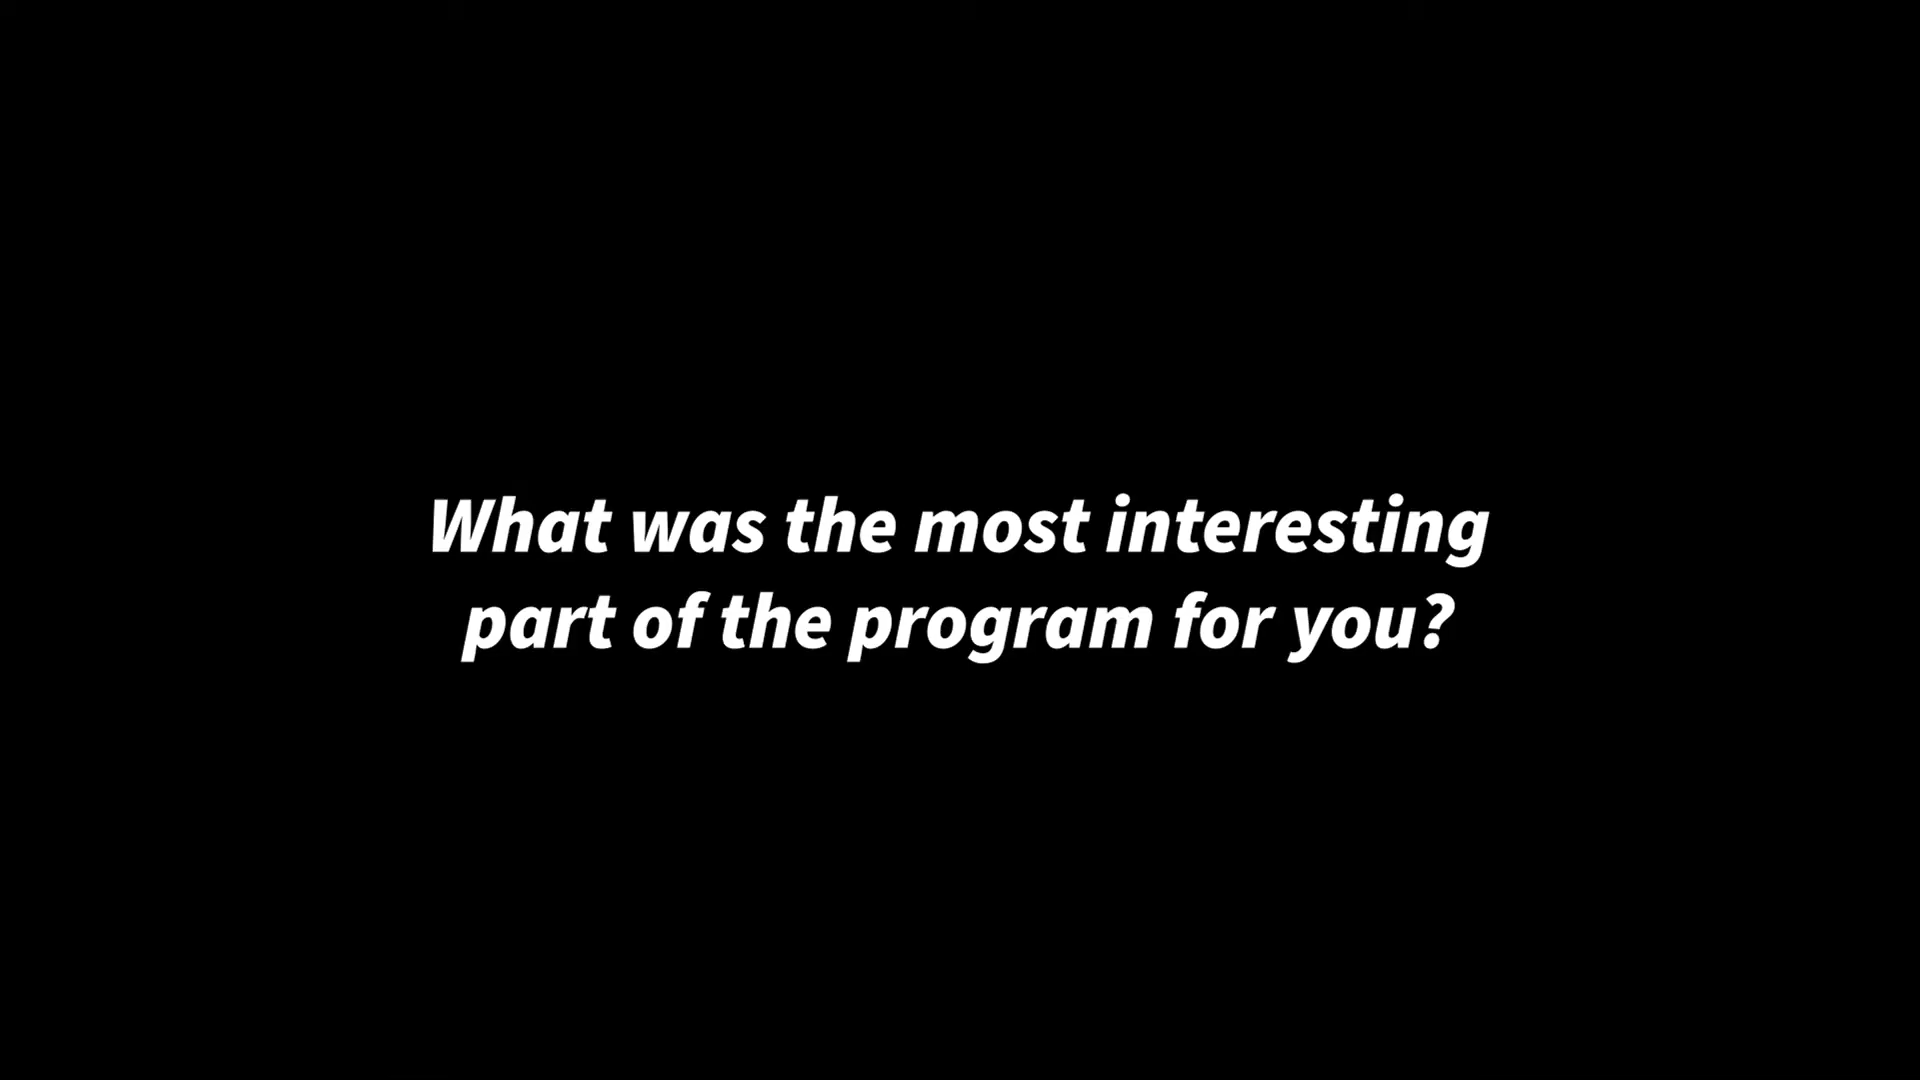 What was the most interesting
part of the program for you?